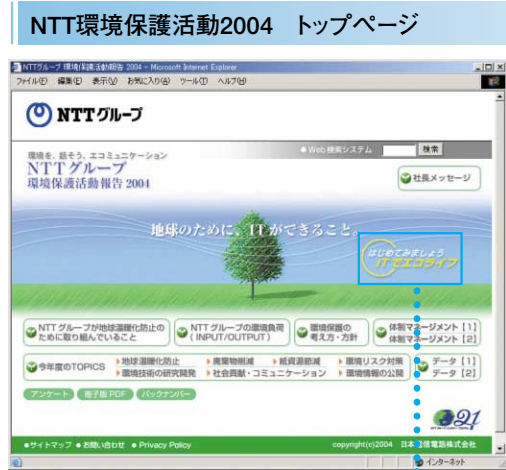 NTT環境保護活動2004　トップページ
NTTグループ 環境保護活動報告 2004 - Microsoft Internet Explorer
ファイル(F) 編集(E) 表示(V) お気に入り(A) ツール(T) ヘルプ(H)
NTTグループ
●Web検索システム 検索
環境を、話そう。エコミュニケーション
NTTグループ
環境保護活動報告 2004
社長メッセージ
地球のために、ITができること。
はじめてみましょう
ITでエコライフ
NTTグループが地球温暖化防止の
ために取り組んでいること
NTTグループの環境負荷
(INPUT/OUTPUT)
環境保護の
考え方・方針
体制マネージメント [1]
体制マネージメント [2]
今年度のTOPICS
地球温暖化防止 廃棄物削減 紙資源節減 環境リスク対策
環境技術の研究開発 社会貢献・コミュニケーション 環境情報の公開
データ [1]
データ [2]
アンケート 冊子版PDF バックナンバー
21
●サイトマップ ●お問い合わせ ●Privacy Policy copyright(c)2004 日本電信電話株式会社
インターネット